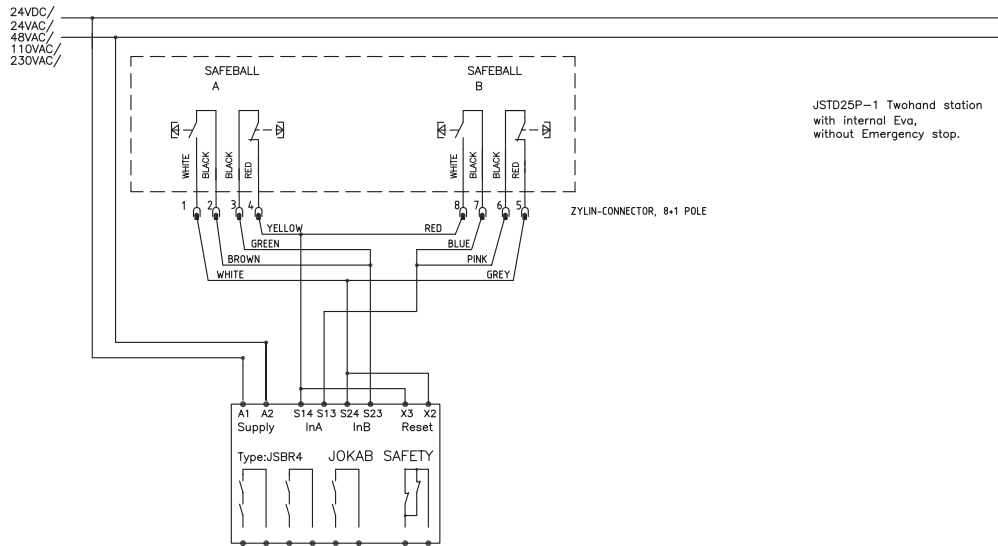 24VDC/
24VAC/
48VAC/
110VAC/
230VAC/
SAFEBALL
A
SAFEBALL
B
JSTD25P-1 Twohand station
with internal Eva,
without Emergency stop.
WHITE
BLACK
BLACK
RED
WHITE
BLACK
BLACK
RED
1 2 3 4 8 7 6 5
ZYLIN-CONNECTOR, 8+1 POLE
YELLOW RED
GREEN BLUE
BROWN PINK
WHITE GREY
A1 A2 S14 S13 S24 S23 X3 X2
Supply InA InB Reset
Type:JSBR4 JOKAB SAFETY